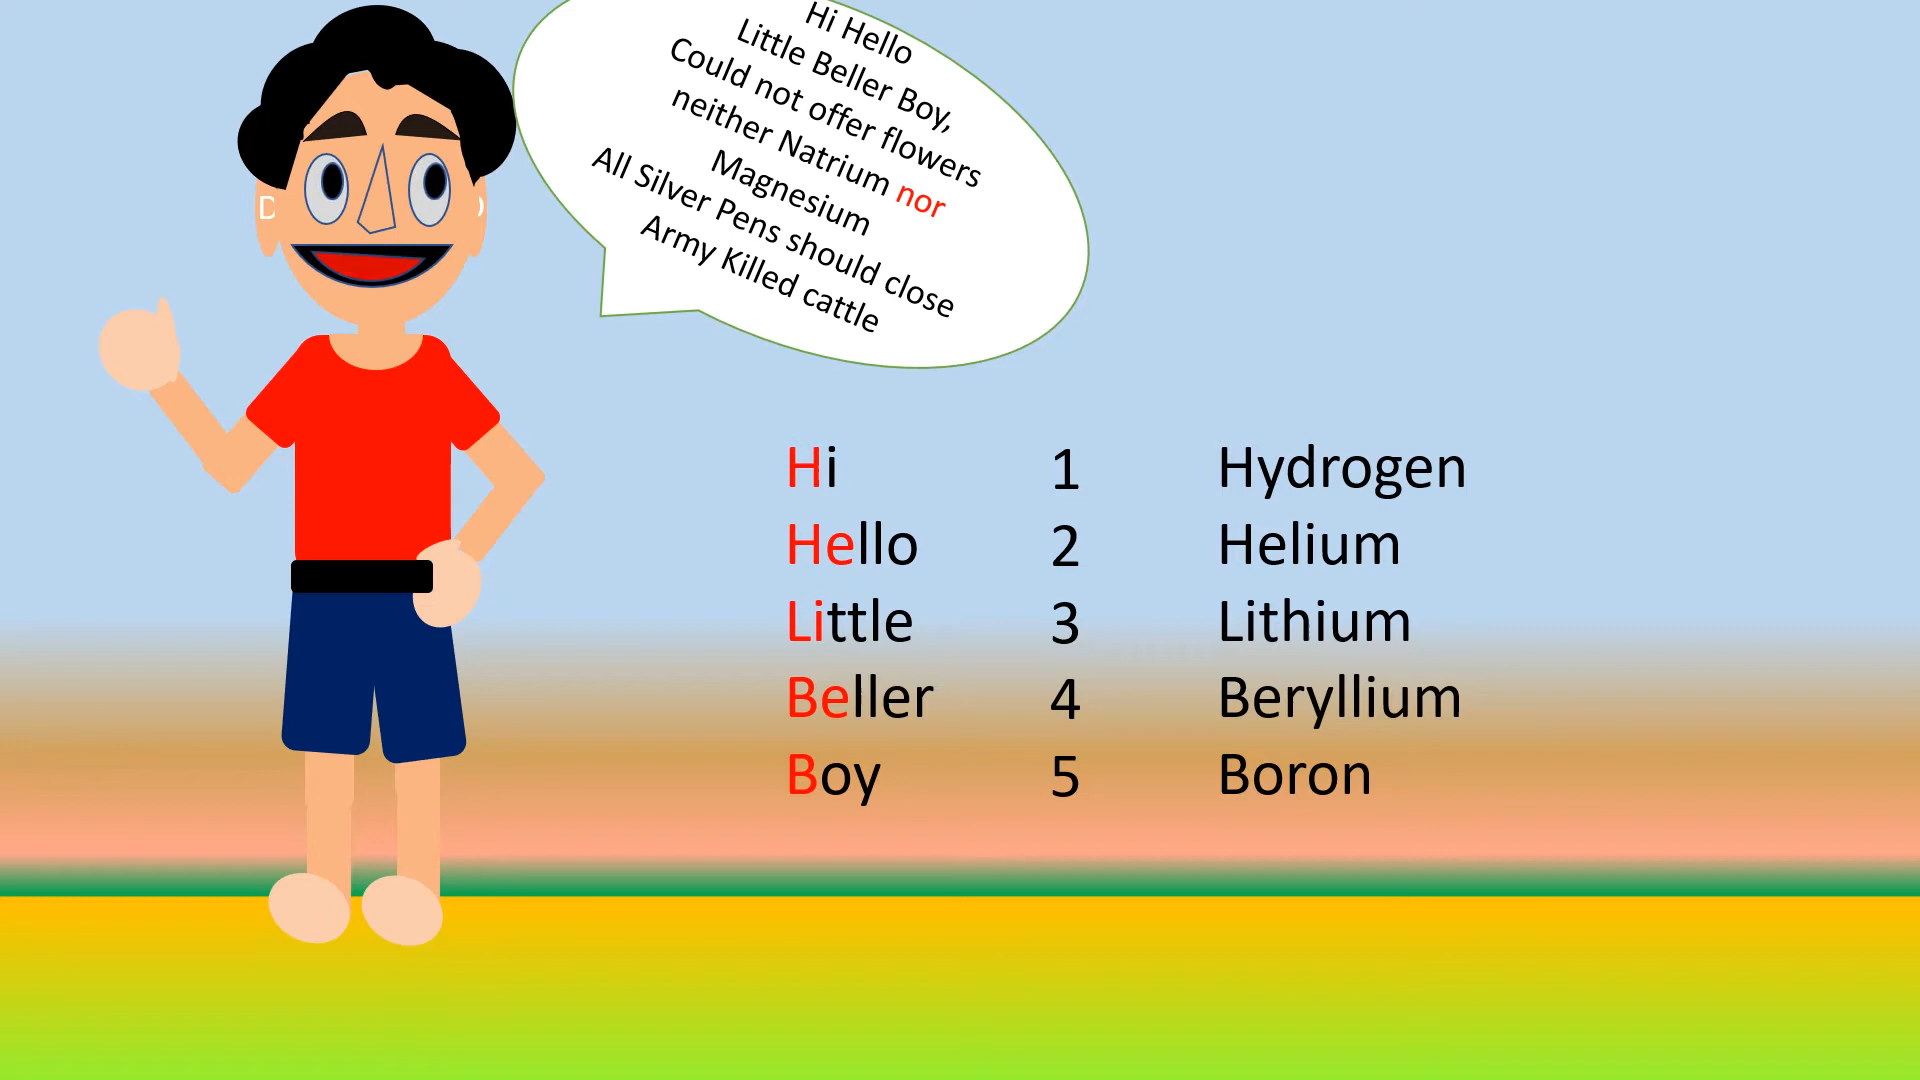 Hi Hello
Little Beller Boy,
Could not offer flowers
neither Natrium nor
Magnesium
All Silver Pens should close
Army Killed cattle
D
Hi 1 Hydrogen
Hello 2 Helium
Little 3 Lithium
Beller 4 Beryllium
Boy 5 Boron